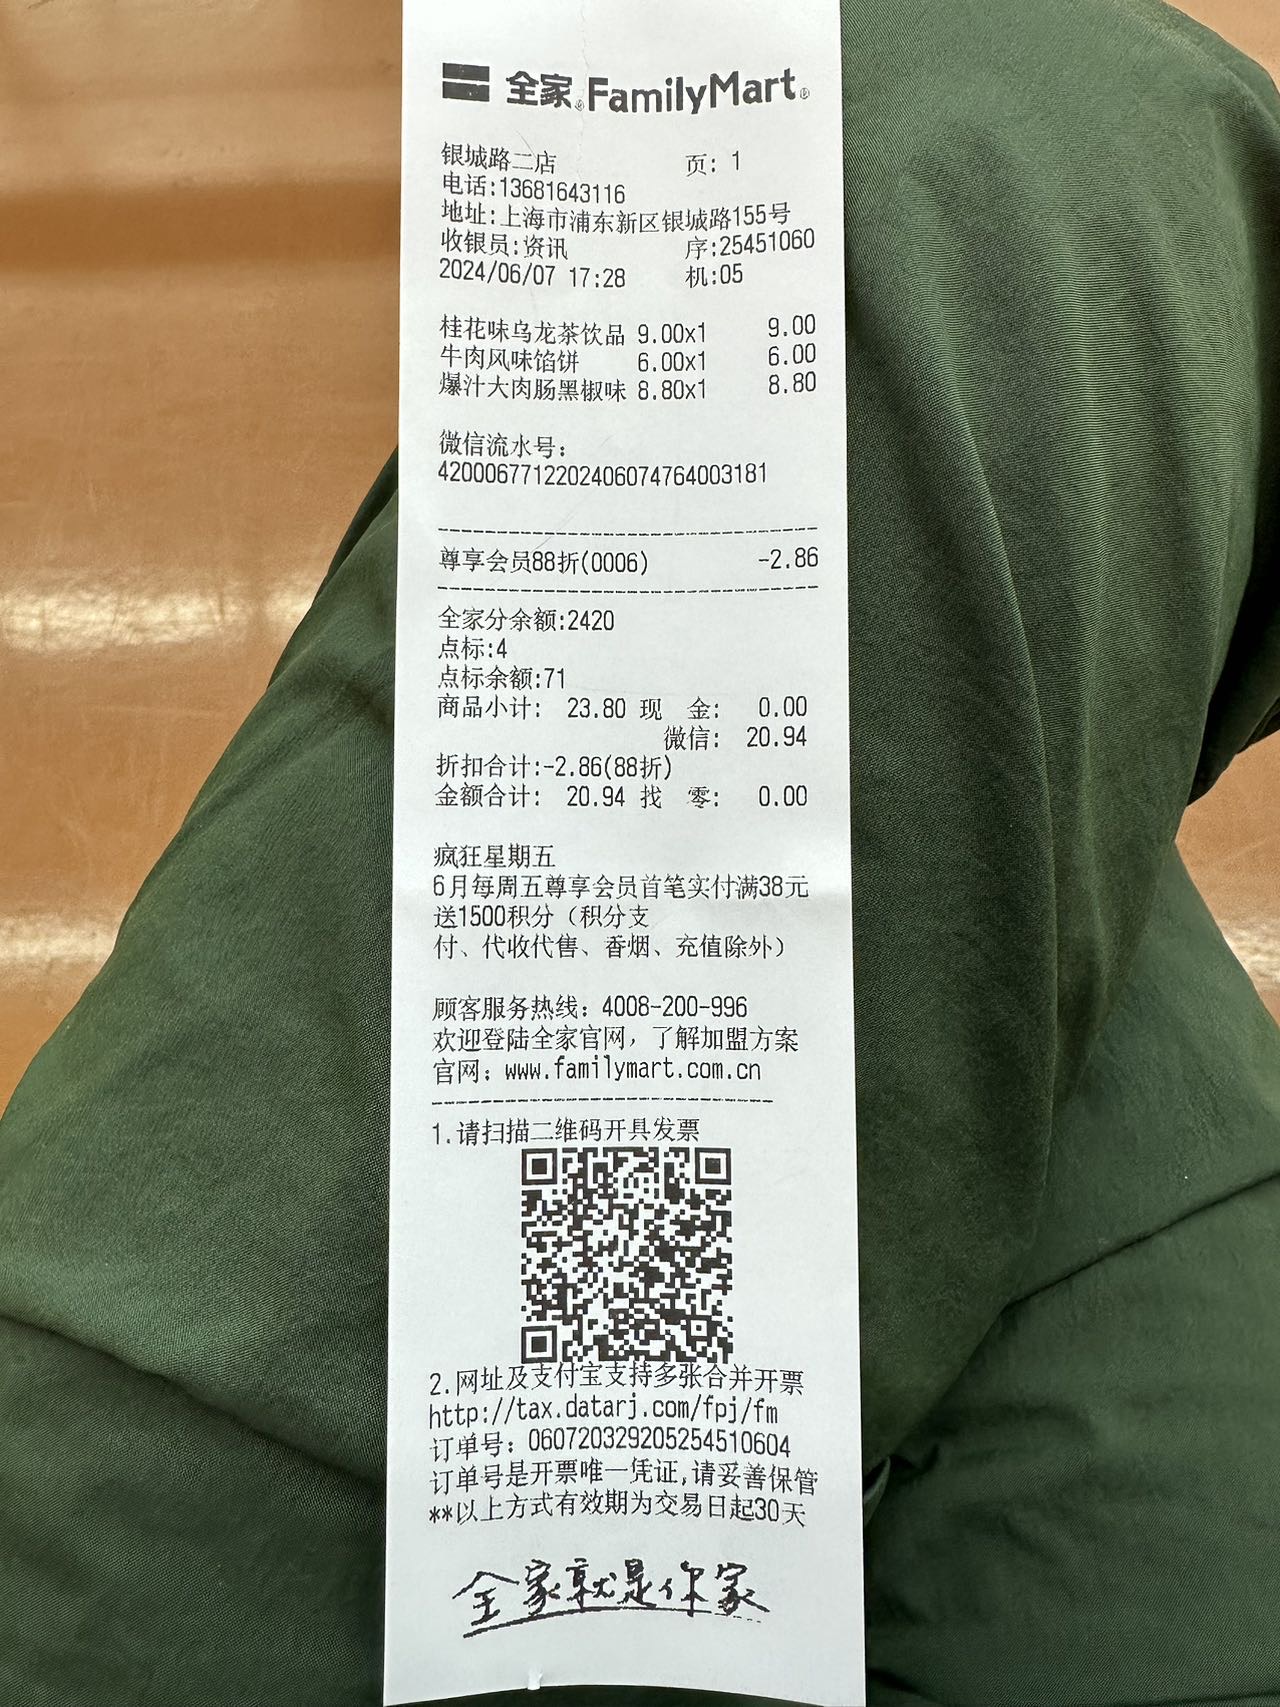 全家 FamilyMart
银城路二店 页: 1
电话:13681643116
地址:上海市浦东新区银城路155号
收银员:资讯 序:25451060
2024/06/07 17:28 机:05
桂花味乌龙茶饮品 9.00x1 9.00
牛肉风味馅饼 6.00x1 6.00
爆汁大肉肠黑椒味 8.80x1 8.80
微信流水号:
4200067712202406074764003181
尊享会员88折(0006) -2.86
全家分余额:2420
点标:4
点标余额:71
商品小计: 23.80 现 金: 0.00
微信: 20.94
折扣合计:-2.86(88折)
金额合计: 20.94 找 零: 0.00
疯狂星期五
6月每周五尊享会员首笔实付满38元
送1500积分（积分支
付、代收代售、香烟、充值除外）
顾客服务热线: 4008-200-996
欢迎登陆全家官网，了解加盟方案
官网: www.familymart.com.cn
1.请扫描二维码开具发票
2.网址及支付宝支持多张合并开票
http://tax.datarj.com/fpj/fm
订单号: 060720329205254510604
订单号是开票唯一凭证,请妥善保管
**以上方式有效期为交易日起30天
全家就是你家